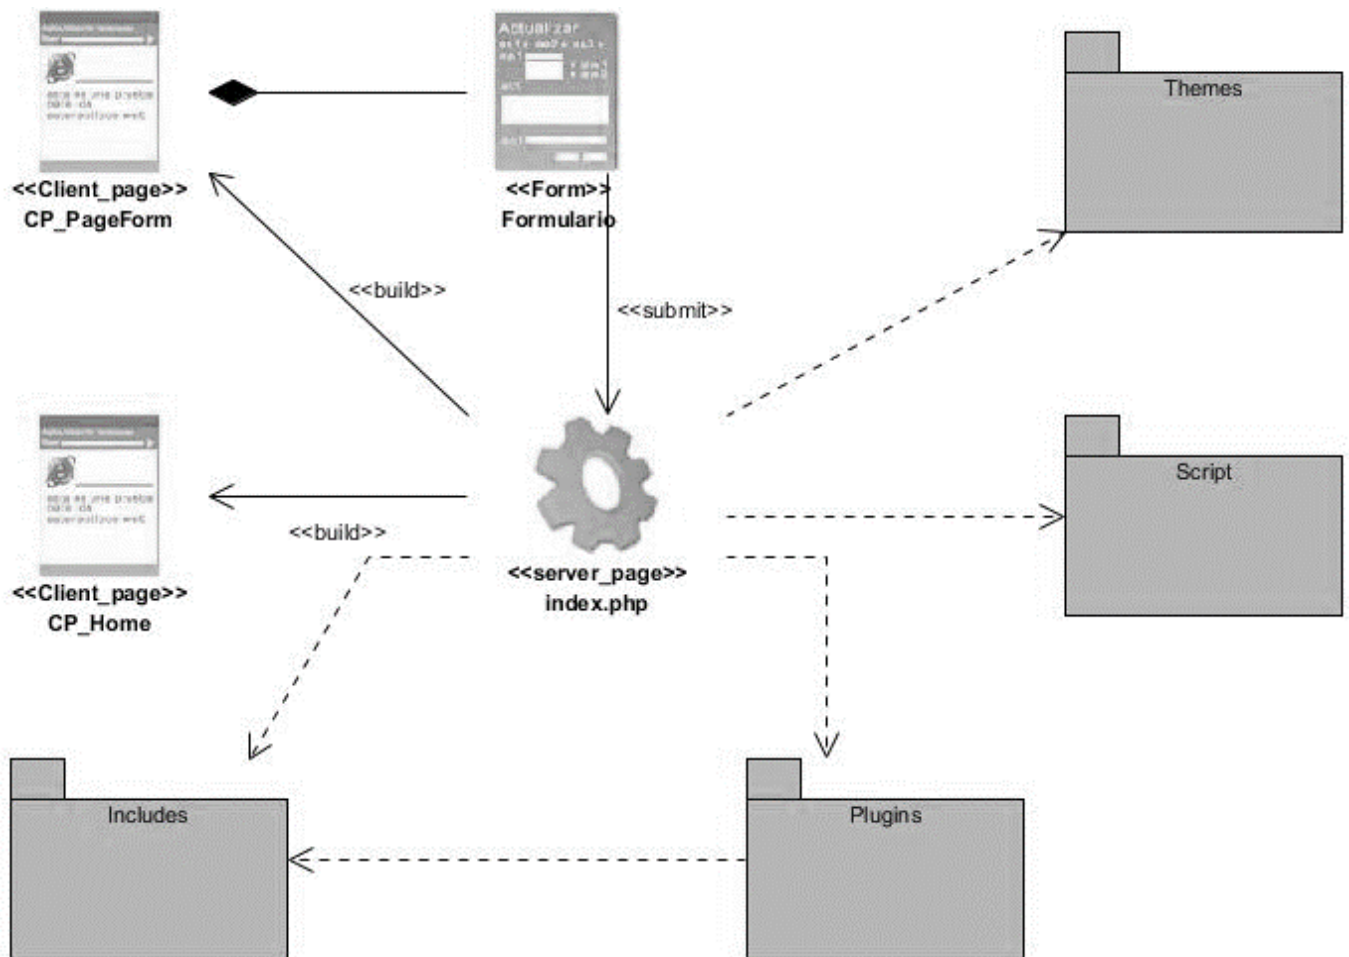 Actualizar
<<Client_page>>
CP_PageForm
<<Form>>
Formulario
Themes
<<build>>
<<submit>>
Script
<<build>>
<<Client_page>>
CP_Home
<<server_page>>
index.php
Includes
Plugins